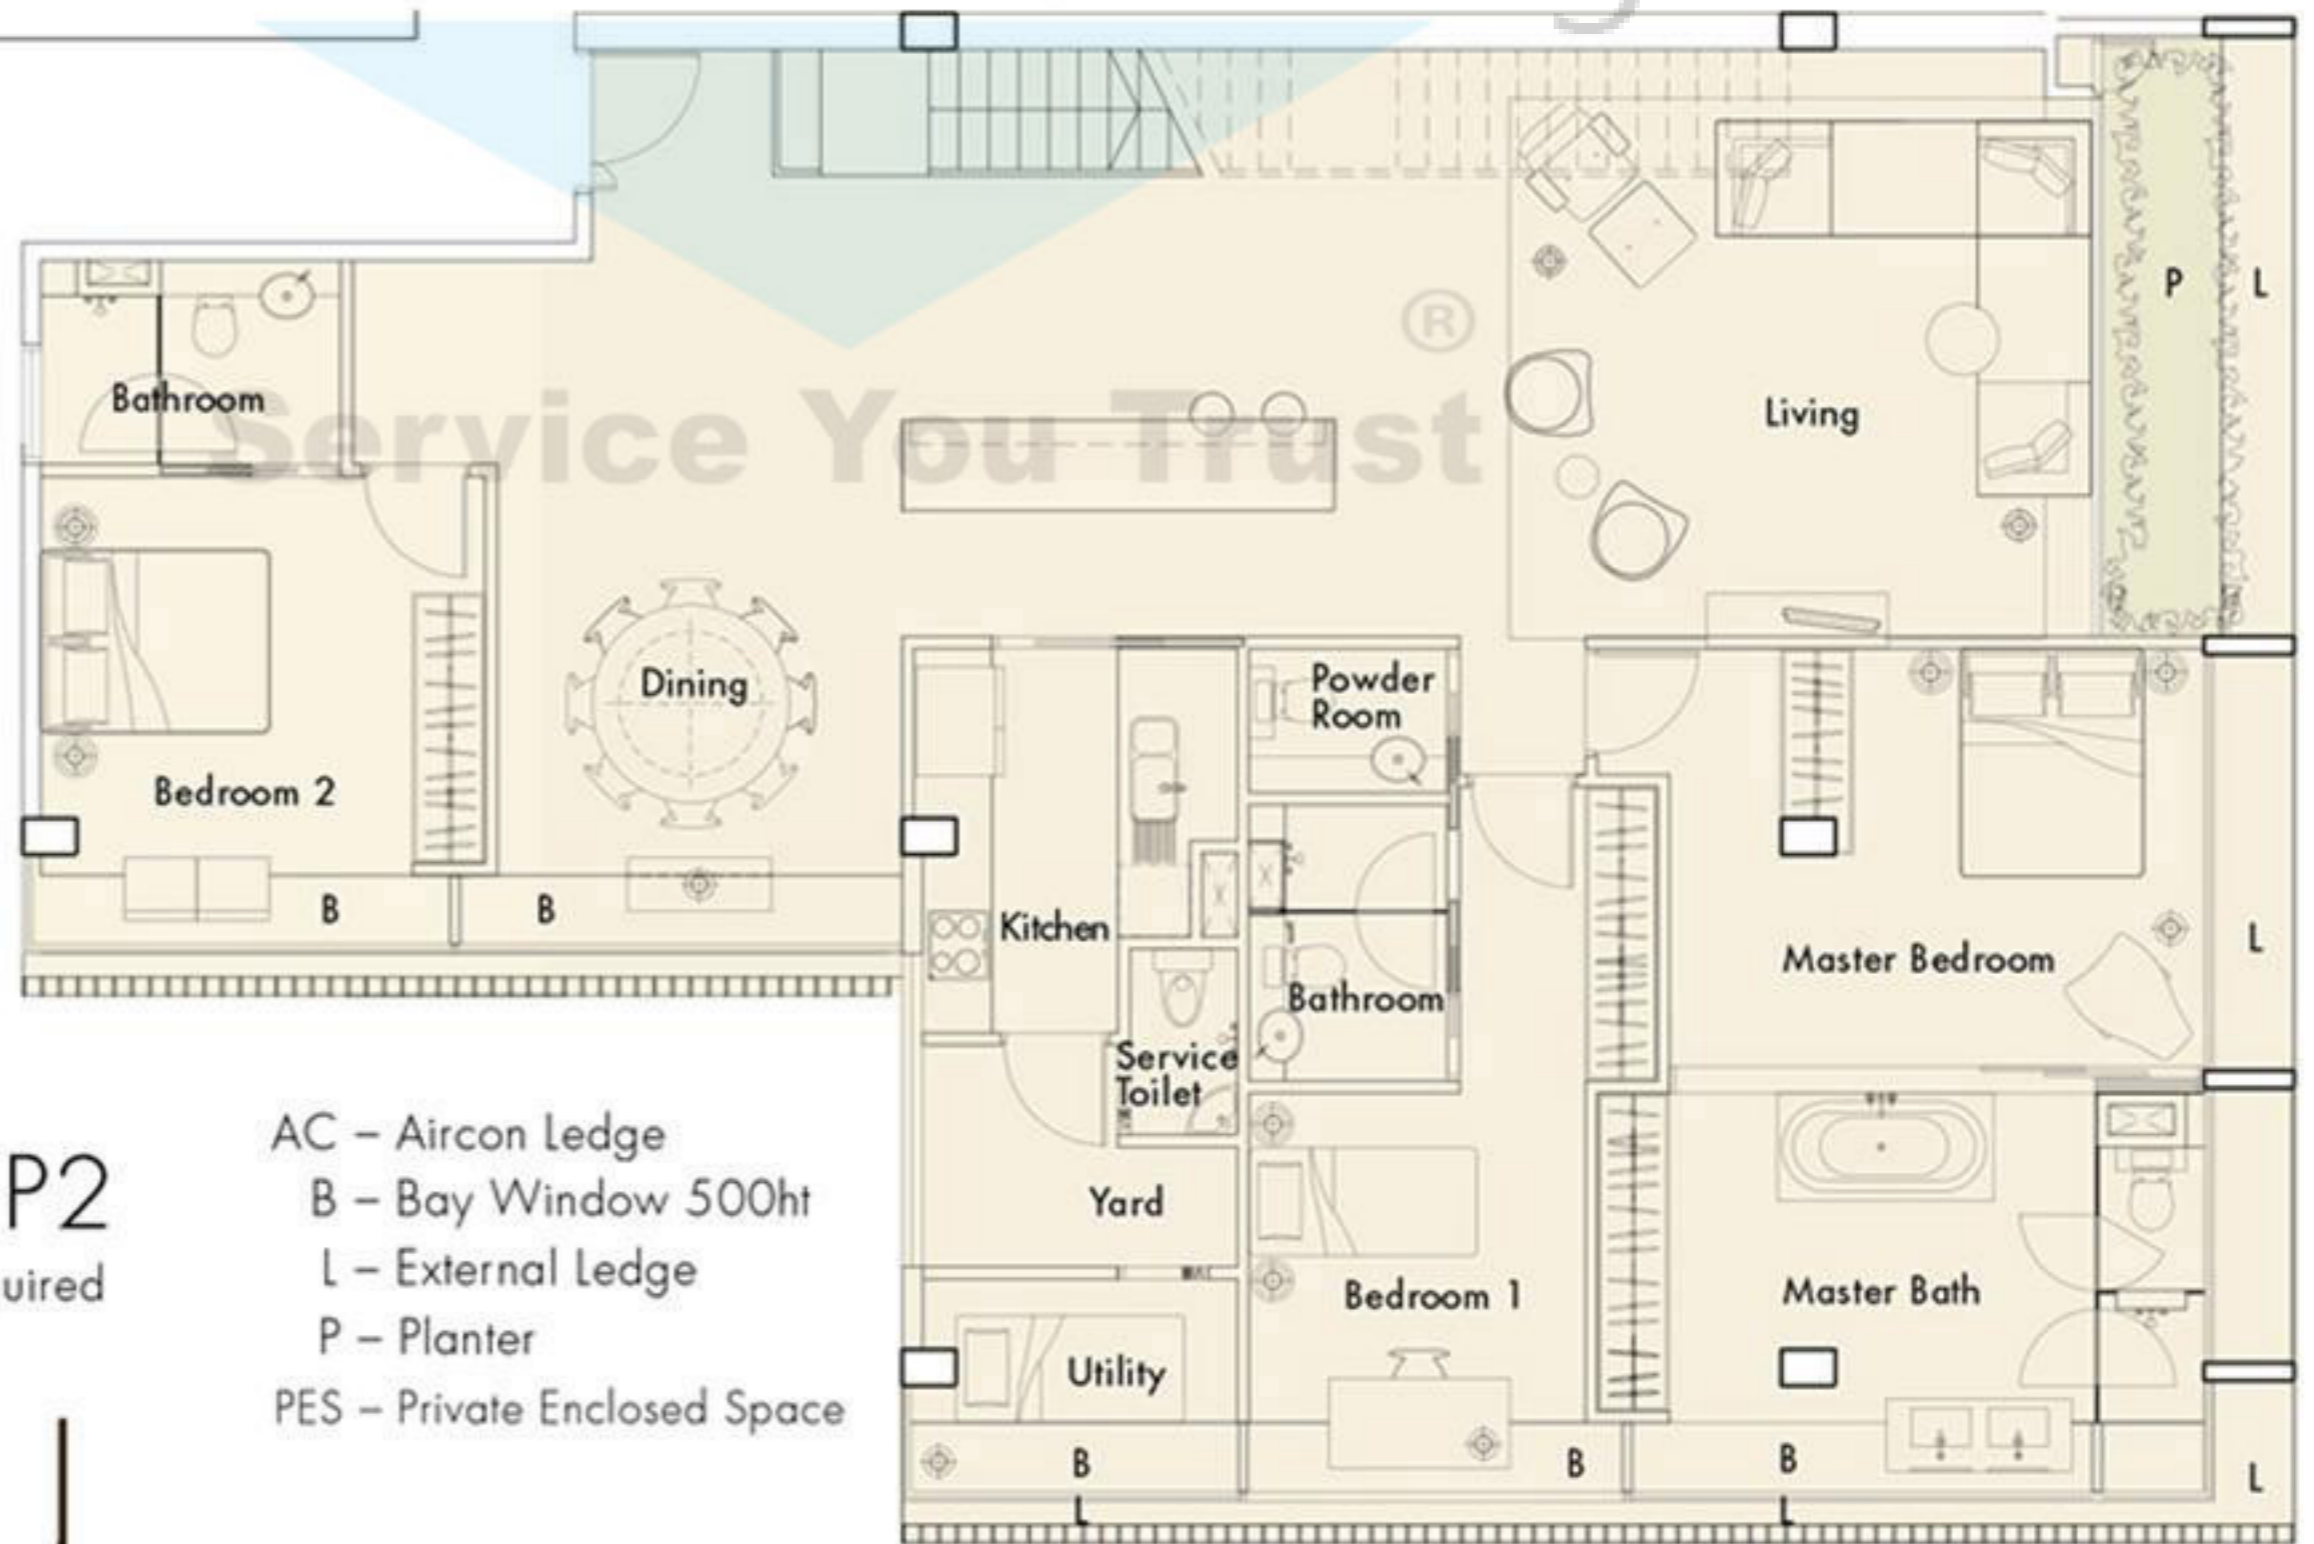 P
L
®
Bathroom
Service You Trust
Living
Powder
Room
Dining
Bedroom 2
B
B
Kitchen
Master Bedroom
L
Bathroom
Service
Toilet
AC – Aircon Ledge
P2
B – Bay Window 500ht
Yard
L – External Ledge
uired
Bedroom 1
Master Bath
P – Planter
Utility
PES – Private Enclosed Space
B
B
B
L
L
L